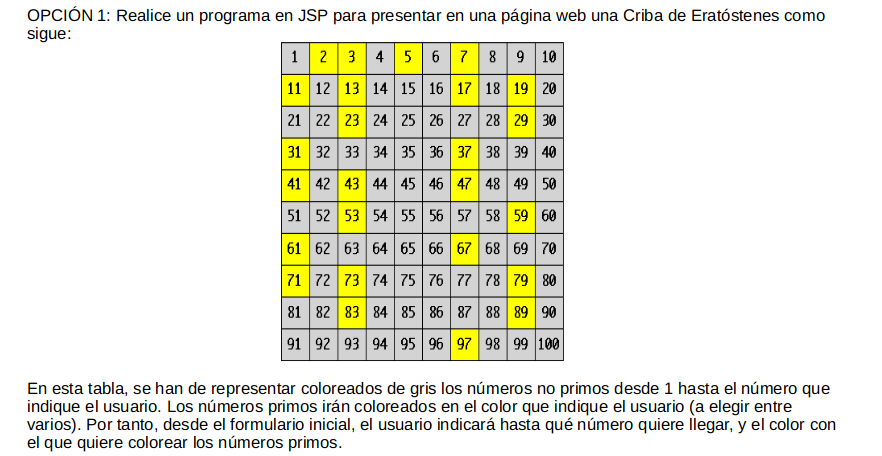 OPCIÓN 1: Realice un programa en JSP para presentar en una página web una Criba de Eratóstenes como
sigue:
1 2 3 4 5 6 7 8 9 10
11 12 13 14 15 16 17 18 19 20
21 22 23 24 25 26 27 28 29 30
31 32 33 34 35 36 37 38 39 40
41 42 43 44 45 46 47 48 49 50
51 52 53 54 55 56 57 58 59 60
61 62 63 64 65 66 67 68 69 70
71 72 73 74 75 76 77 78 79 80
81 82 83 84 85 86 87 88 89 90
91 92 93 94 95 96 97 98 99 100
En esta tabla, se han de representar coloreados de gris los números no primos desde 1 hasta el número que
indique el usuario. Los números primos irán coloreados en el color que indique el usuario (a elegir entre
varios). Por tanto, desde el formulario inicial, el usuario indicará hasta qué número quiere llegar, y el color con
el que quiere colorear los números primos.